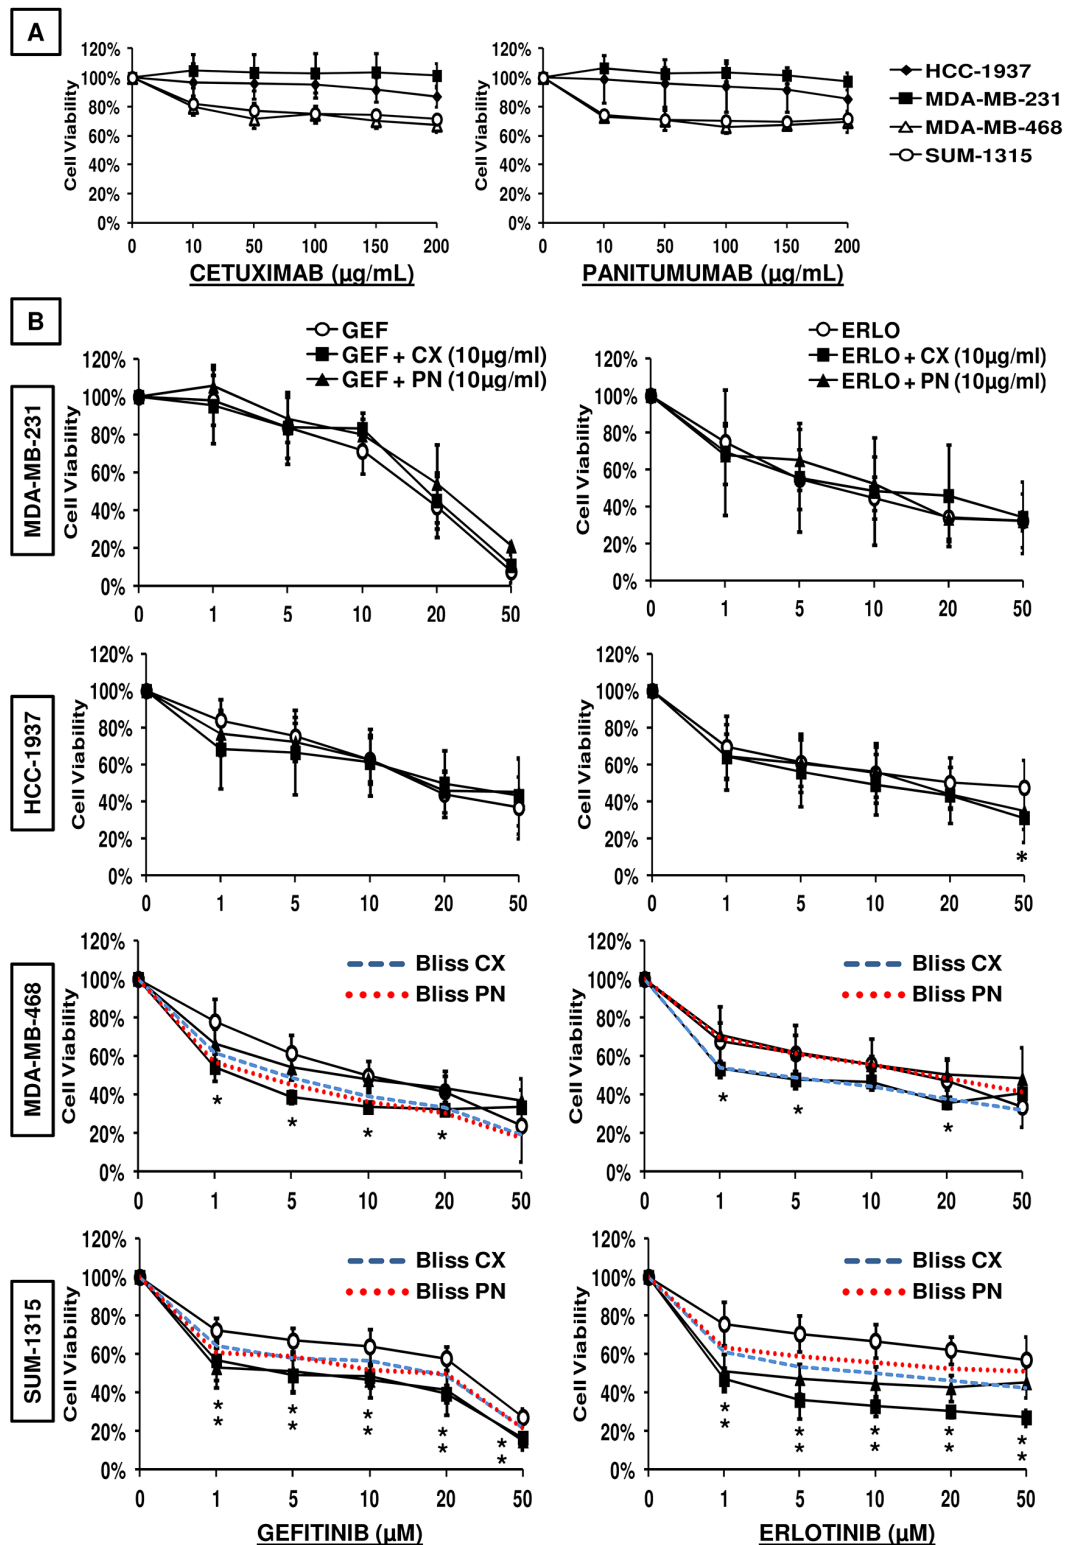 A
120%
100%
80%
60%
40%
20%
0%
Cell Viability
0 10 50 100 150 200
CETUXIMAB (µg/mL)
120%
100%
80%
60%
40%
20%
0%
Cell Viability
0 10 50 100 150 200
PANITUMUMAB (µg/mL)
HCC-1937
MDA-MB-231
MDA-MB-468
SUM-1315
B
MDA-MB-231
GEF
GEF + CX (10µg/ml)
GEF + PN (10µg/ml)
120%
100%
80%
60%
40%
20%
0%
Cell Viability
0 1 5 10 20 50
ERLO
ERLO + CX (10µg/ml)
ERLO + PN (10µg/ml)
120%
100%
80%
60%
40%
20%
0%
Cell Viability
0 1 5 10 20 50
HCC-1937
120%
100%
80%
60%
40%
20%
0%
Cell Viability
0 1 5 10 20 50
120%
100%
80%
60%
40%
20%
0%
Cell Viability
*
0 1 5 10 20 50
MDA-MB-468
Bliss CX
Bliss PN
120%
100%
80%
60%
40%
20%
0%
Cell Viability
* * * *
0 1 5 10 20 50
Bliss CX
Bliss PN
120%
100%
80%
60%
40%
20%
0%
Cell Viability
* * *
0 1 5 10 20 50
SUM-1315
Bliss CX
Bliss PN
120%
100%
80%
60%
40%
20%
0%
Cell Viability
* * * * *
* * * * *
0 1 5 10 20 50
GEFITINIB (µM)
Bliss CX
Bliss PN
120%
100%
80%
60%
40%
20%
0%
Cell Viability
* * * * *
* * * * *
0 1 5 10 20 50
ERLOTINIB (µM)